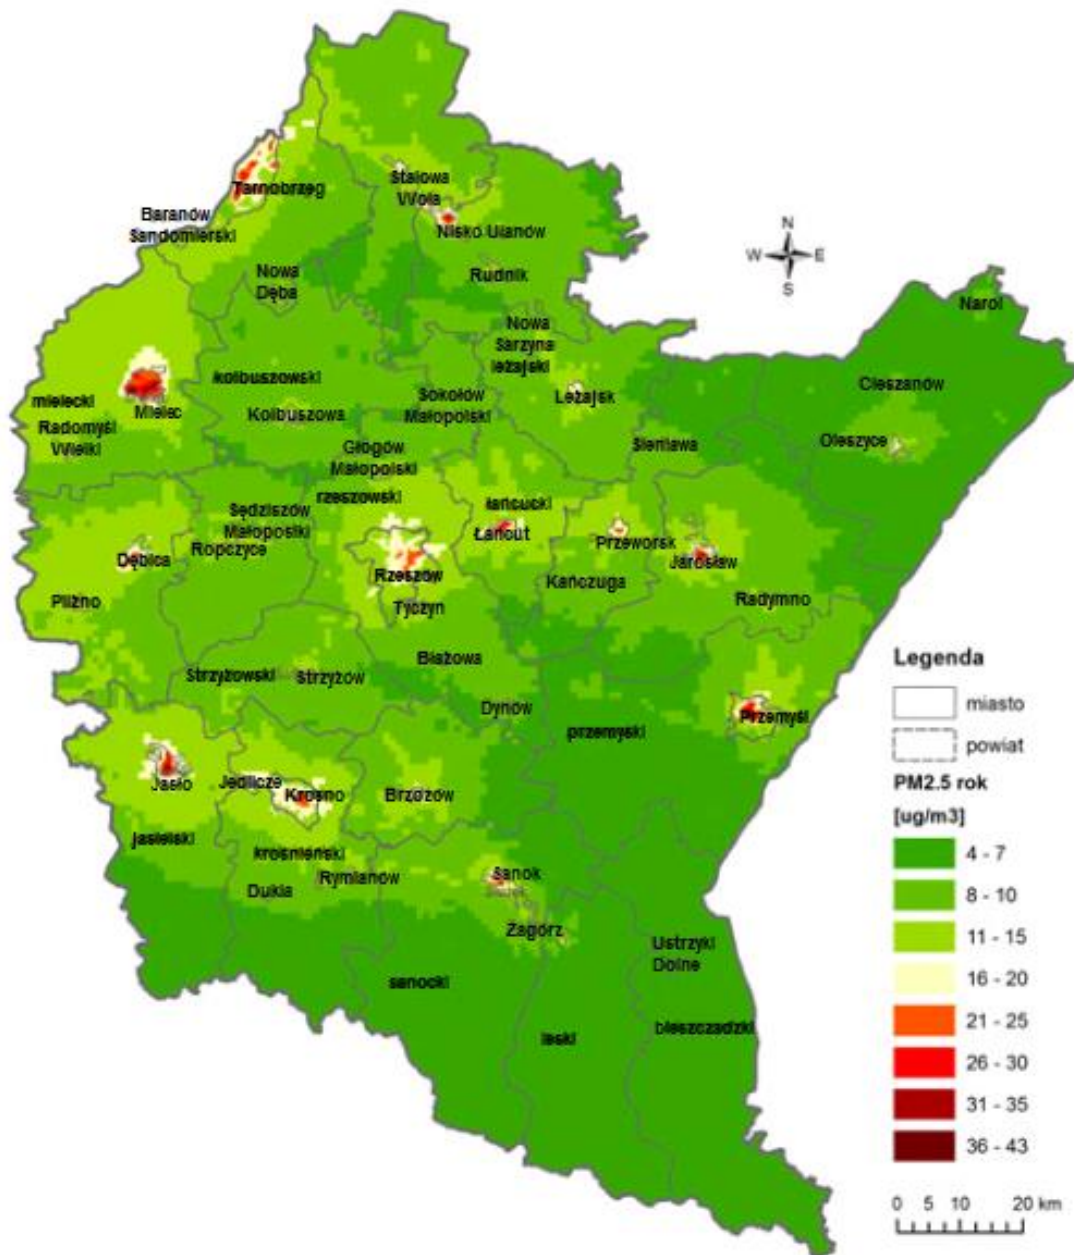 Tarnobrzeg
Stalowa
Wola
Baranów
Sandomierski
N
W E
S
Nisko Ulanów
Nowa
Dęba
Rudnik
Narol
Nowa
Sarzyna
leżajski
kolbuszowski
Cieszanów
mielecki
Mielec
Kolbuszowa
Sokołów
Małopolski
Leżajsk
Radomyśl
Wielki
Głogów
Małopolski
Sieniawa
Oleszyce
rzeszowski
łańcucki
Sędziszów
Małopolski
Łańcut
Przeworsk
Ropczyce
Dębica
Rzeszów
Jarosław
Kańczuga
Pilzno
Tyczyn
Radymno
Błażowa
Strzyżowski
Strzyżów
Dynów
Przemyśl
przemyski
Jasło
Jedlicze
Krosno
Brzozów
jasielski
krośnieński
Rymanów
Dukla
Sanok
Zagórz
Ustrzyki
Dolne
sanocki
leski
bieszczadzki
Legenda
miasto
powiat
PM2.5 rok
[ug/m3]
4 - 7
8 - 10
11 - 15
16 - 20
21 - 25
26 - 30
31 - 35
36 - 43
0 5 10 20 km